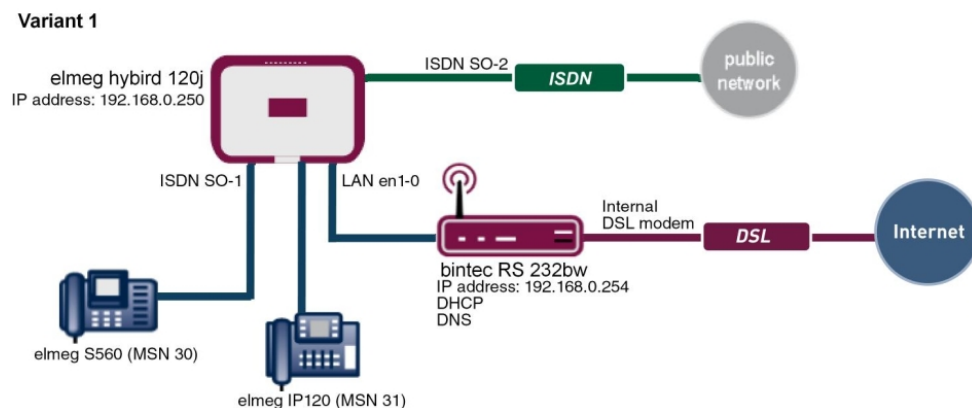 Variant 1
elmeg hybird 120j
IP address: 192.168.0.250
ISDN SO-2
ISDN
public
network
ISDN SO-1
LAN en1-0
Internal
DSL modem
DSL
Internet
bintec RS 232bw
IP address: 192.168.0.254
DHCP
DNS
elmeg S560 (MSN 30)
elmeg IP120 (MSN 31)